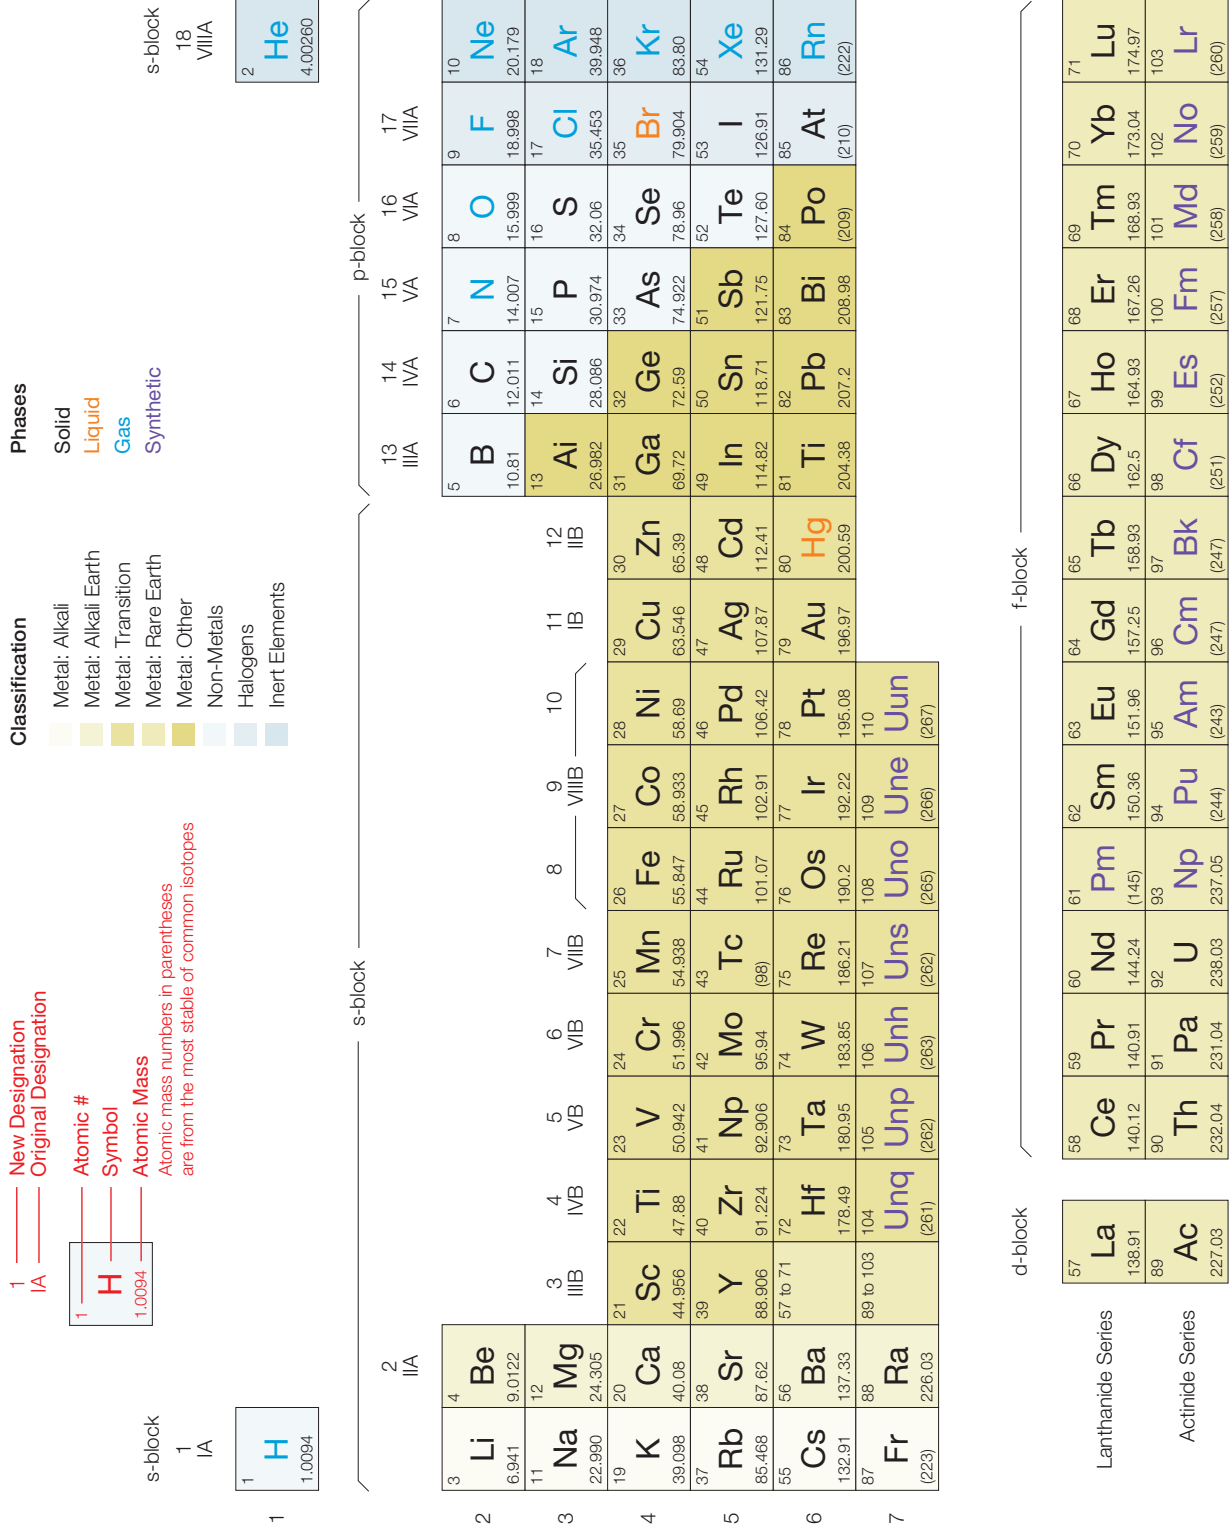 1 New Designation
IA Original Designation
1 Atomic #
H Symbol
1.0094 Atomic Mass
Atomic mass numbers in parentheses
are from the most stable of common isotopes
Classification
Metal: Alkali
Metal: Alkali Earth
Metal: Transition
Metal: Rare Earth
Metal: Other
Non-Metals
Halogens
Inert Elements
Phases
Solid
Liquid
Gas
Synthetic
s-block
1
IA
s-block
18
VIIIA
1
1 H 1.0094
2 He 4.00260
s-block
p-block
2
IIA
13
IIIA
14
IVA
15
VA
16
VIA
17
VIIA
2
3 Li 6.941
4 Be 9.0122
5 B 10.81
6 C 12.011
7 N 14.007
8 O 15.999
9 F 18.998
10 Ne 20.179
3
11 Na 22.990
12 Mg 24.305
3
IIIB
4
IVB
5
VB
6
VIB
7
VIIB
8 9 10
VIIIB
11
IB
12
IIB
13 Ai 26.982
14 Si 28.086
15 P 30.974
16 S 32.06
17 Cl 35.453
18 Ar 39.948
4
19 K 39.098
20 Ca 40.08
21 Sc 44.956
22 Ti 47.88
23 V 50.942
24 Cr 51.996
25 Mn 54.938
26 Fe 55.847
27 Co 58.933
28 Ni 58.69
29 Cu 63.546
30 Zn 65.39
31 Ga 69.72
32 Ge 72.59
33 As 74.922
34 Se 78.96
35 Br 79.904
36 Kr 83.80
5
37 Rb 85.468
38 Sr 87.62
39 Y 88.906
40 Zr 91.224
41 Np 92.906
42 Mo 95.94
43 Tc (98)
44 Ru 101.07
45 Rh 102.91
46 Pd 106.42
47 Ag 107.87
48 Cd 112.41
49 In 114.82
50 Sn 118.71
51 Sb 121.75
52 Te 127.60
53 I 126.91
54 Xe 131.29
6
55 Cs 132.91
56 Ba 137.33
57 to 71
72 Hf 178.49
73 Ta 180.95
74 W 183.85
75 Re 186.21
76 Os 190.2
77 Ir 192.22
78 Pt 195.08
79 Au 196.97
80 Hg 200.59
81 Ti 204.38
82 Pb 207.2
83 Bi 208.98
84 Po (209)
85 At (210)
86 Rn (222)
7
87 Fr (223)
88 Ra 226.03
89 to 103
104 Unq (261)
105 Unp (262)
106 Unh (263)
107 Uns (262)
108 Uno (265)
109 Une (266)
110 Uun (267)
d-block
f-block
Lanthanide Series
57 La 138.91
58 Ce 140.12
59 Pr 140.91
60 Nd 144.24
61 Pm (145)
62 Sm 150.36
63 Eu 151.96
64 Gd 157.25
65 Tb 158.93
66 Dy 162.5
67 Ho 164.93
68 Er 167.26
69 Tm 168.93
70 Yb 173.04
71 Lu 174.97
Actinide Series
89 Ac 227.03
90 Th 232.04
91 Pa 231.04
92 U 238.03
93 Np 237.05
94 Pu (244)
95 Am (243)
96 Cm (247)
97 Bk (247)
98 Cf (251)
99 Es (252)
100 Fm (257)
101 Md (258)
102 No (259)
103 Lr (260)